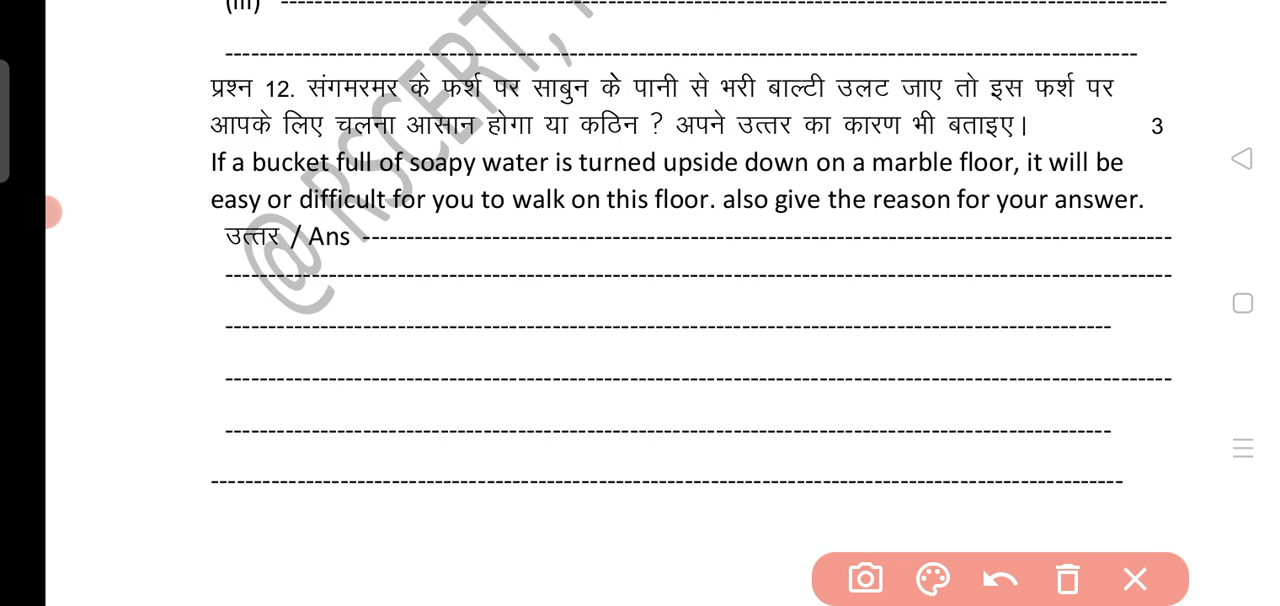 (iii) ------------------------------------------------------------------------------------------------
---------------------------------------------------------------------------------------------------
प्रश्न 12. संगमरमर के फर्श पर साबुन के पानी से भरी बाल्टी उलट जाए तो इस फर्श पर
आपके लिए चलना आसान होगा या कठिन ? अपने उत्तर का कारण भी बताइए। 3
If a bucket full of soapy water is turned upside down on a marble floor, it will be
easy or difficult for you to walk on this floor. also give the reason for your answer.
उत्तर / Ans ----------------------------------------------------------------------------------------
-------------------------------------------------------------------------------------------------------
------------------------------------------------------------------------------------------------
-------------------------------------------------------------------------------------------------------
------------------------------------------------------------------------------------------------
---------------------------------------------------------------------------------------------------
@ RSCERT,